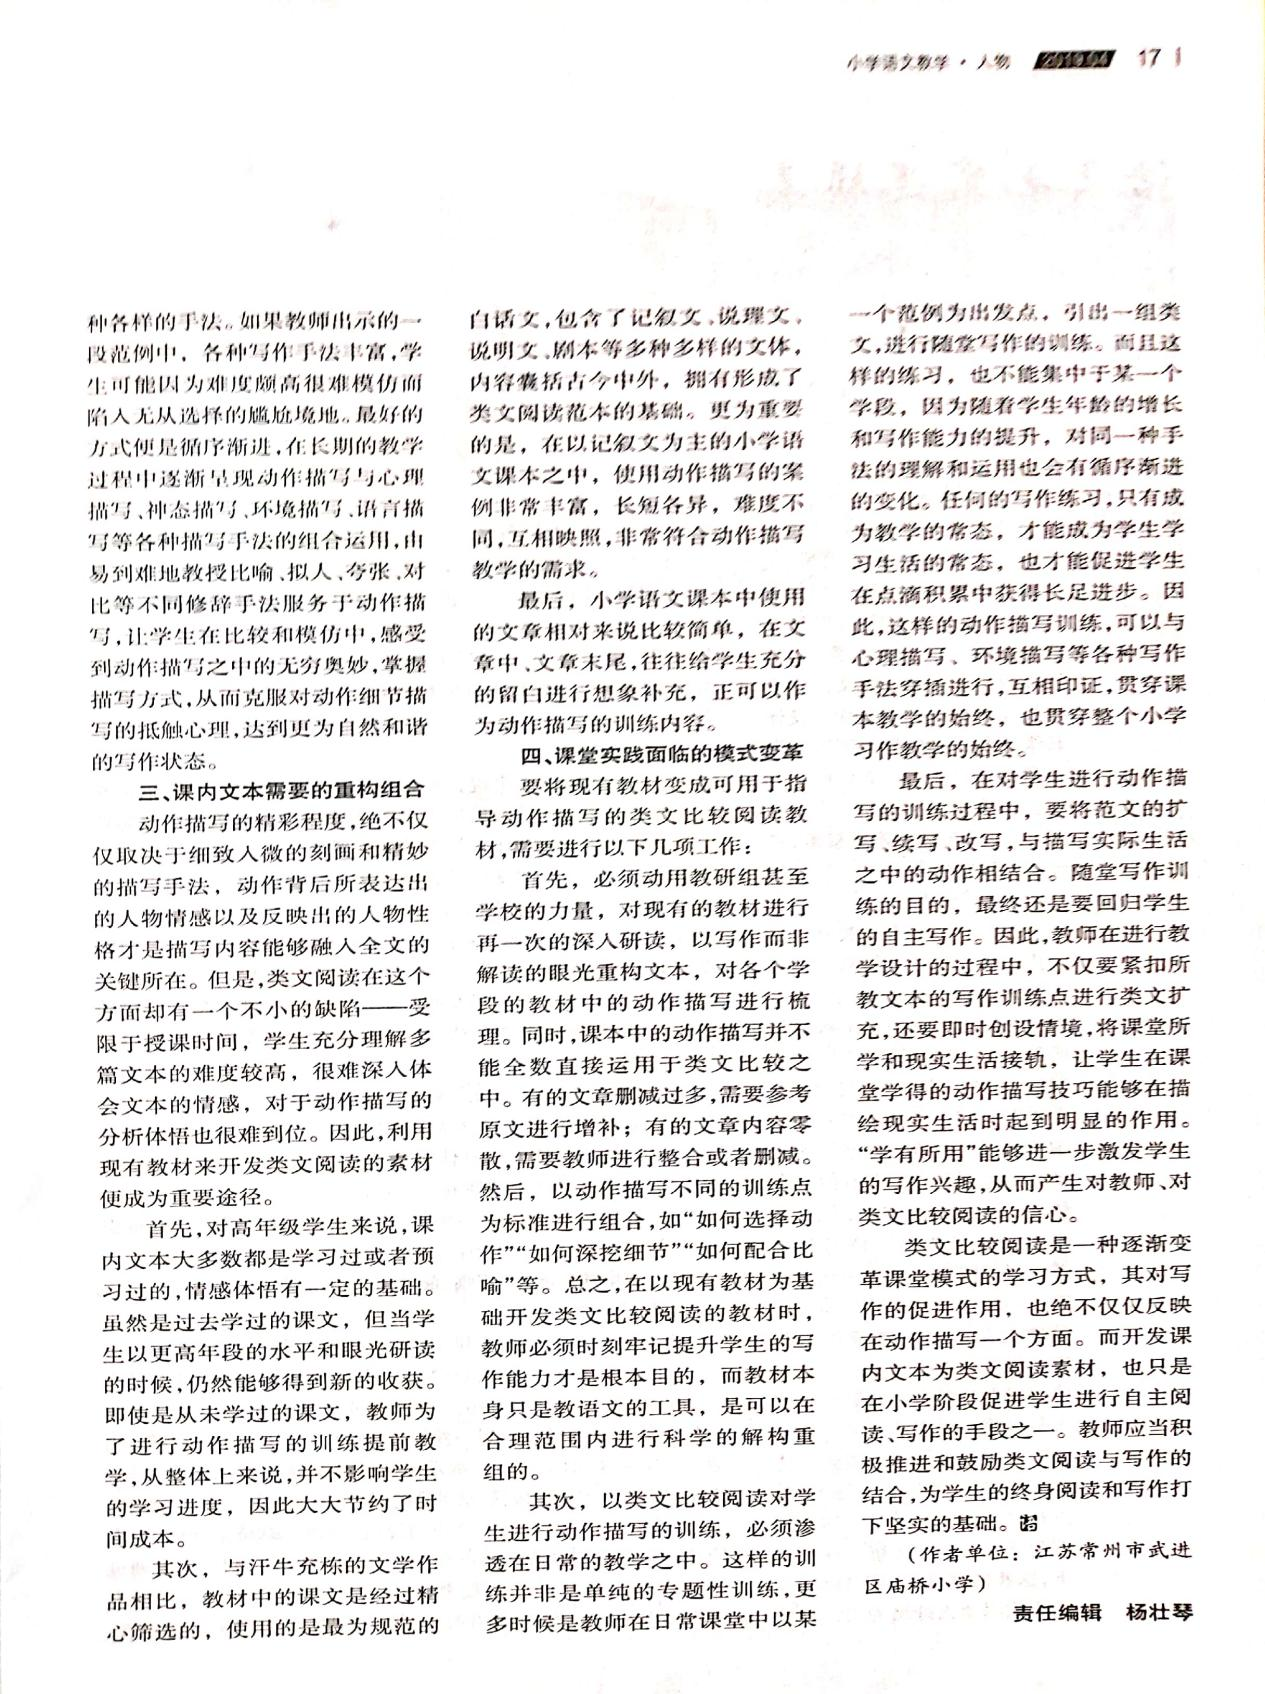 小学语文教学·人物 2019.04 17
种各样的手法。如果教师出示的一
段范例中，各种写作手法丰富，学
生可能因为难度颇高很难模仿而
陷入无从选择的尴尬境地。最好的
方式便是循序渐进，在长期的教学
过程中逐渐呈现动作描写与心理
描写、神态描写、环境描写、语言描
写等各种描写手法的组合运用，由
易到难地教授比喻、拟人、夸张、对
比等不同修辞手法服务于动作描
写，让学生在比较和模仿中，感受
到动作描写之中的无穷奥妙，掌握
描写方式，从而克服对动作细节描
写的抵触心理，达到更为自然和谐
的写作状态。
三、课内文本需要的重构组合
动作描写的精彩程度，绝不仅
仅取决于细致入微的刻画和精妙
的描写手法，动作背后所表达出
的人物情感以及反映出的人物性
格才是描写内容能够融入全文的
关键所在。但是，类文阅读在这个
方面却有一个不小的缺陷——受
限于授课时间，学生充分理解多
篇文本的难度较高，很难深入体
会文本的情感，对于动作描写的
分析体悟也很难到位。因此，利用
现有教材来开发类文阅读的素材
便成为重要途径。
首先，对高年级学生来说，课
内文本大多数都是学习过或者预
习过的，情感体悟有一定的基础。
虽然是过去学过的课文，但当学
生以更高年段的水平和眼光研读
的时候，仍然能够得到新的收获。
即使是从未学过的课文，教师为
了进行动作描写的训练提前教
学，从整体上来说，并不影响学生
的学习进度，因此大大节约了时
间成本。
其次，与汗牛充栋的文学作
品相比，教材中的课文是经过精
心筛选的，使用的是最为规范的
白话文，包含了记叙文、说理文、
说明文、剧本等多种多样的文体，
内容囊括古今中外，拥有形成了
类文阅读范本的基础。更为重要
的是，在以记叙文为主的小学语
文课本之中，使用动作描写的案
例非常丰富，长短各异，难度不
同，互相映照，非常符合动作描写
教学的需求。
最后，小学语文课本中使用
的文章相对来说比较简单，在文
章中、文章末尾，往往给学生充分
的留白进行想象补充，正可以作
为动作描写的训练内容。
四、课堂实践面临的模式变革
要将现有教材变成可用于指
导动作描写的类文比较阅读教
材，需要进行以下几项工作：
首先，必须动用教研组甚至
学校的力量，对现有的教材进行
再一次的深入研读，以写作而非
解读的眼光重构文本，对各个学
段的教材中的动作描写进行梳
理。同时，课本中的动作描写并不
能全数直接运用于类文比较之
中。有的文章删减过多，需要参考
原文进行增补；有的文章内容零
散，需要教师进行整合或者删减。
然后，以动作描写不同的训练点
为标准进行组合，如“如何选择动
作”“如何深挖细节”“如何配合比
喻”等。总之，在以现有教材为基
础开发类文比较阅读的教材时，
教师必须时刻牢记提升学生的写
作能力才是根本目的，而教材本
身只是教语文的工具，是可以在
合理范围内进行科学的解构重
组的。
其次，以类文比较阅读对学
生进行动作描写的训练，必须渗
透在日常的教学之中。这样的训
练并非是单纯的专题性训练，更
多时候是教师在日常课堂中以某
一个范例为出发点，引出一组类
文，进行随堂写作的训练。而且这
样的练习，也不能集中于某一个
学段，因为随着学生年龄的增长
和写作能力的提升，对同一种手
法的理解和运用也会有循序渐进
的变化。任何的写作练习，只有成
为教学的常态，才能成为学生学
习生活的常态，也才能促进学生
在点滴积累中获得长足进步。因
此，这样的动作描写训练，可以与
心理描写、环境描写等各种写作
手法穿插进行，互相印证，贯穿课
本教学的始终，也贯穿整个小学
习作教学的始终。
最后，在对学生进行动作描
写的训练过程中，要将范文的扩
写、续写、改写，与描写实际生活
之中的动作相结合。随堂写作训
练的目的，最终还是要回归学生
的自主写作。因此，教师在进行教
学设计的过程中，不仅要紧扣所
教文本的写作训练点进行类文扩
充，还要即时创设情境，将课堂所
学和现实生活接轨，让学生在课
堂学得的动作描写技巧能够在描
绘现实生活时起到明显的作用。
“学有所用”能够进一步激发学生
的写作兴趣，从而产生对教师、对
类文比较阅读的信心。
类文比较阅读是一种逐渐变
革课堂模式的学习方式，其对写
作的促进作用，也绝不仅仅反映
在动作描写一个方面。而开发课
内文本为类文阅读素材，也只是
在小学阶段促进学生进行自主阅
读、写作的手段之一。教师应当积
极推进和鼓励类文阅读与写作的
结合，为学生的终身阅读和写作打
下坚实的基础。
（作者单位：江苏常州市武进
区庙桥小学）
责任编辑 杨壮琴